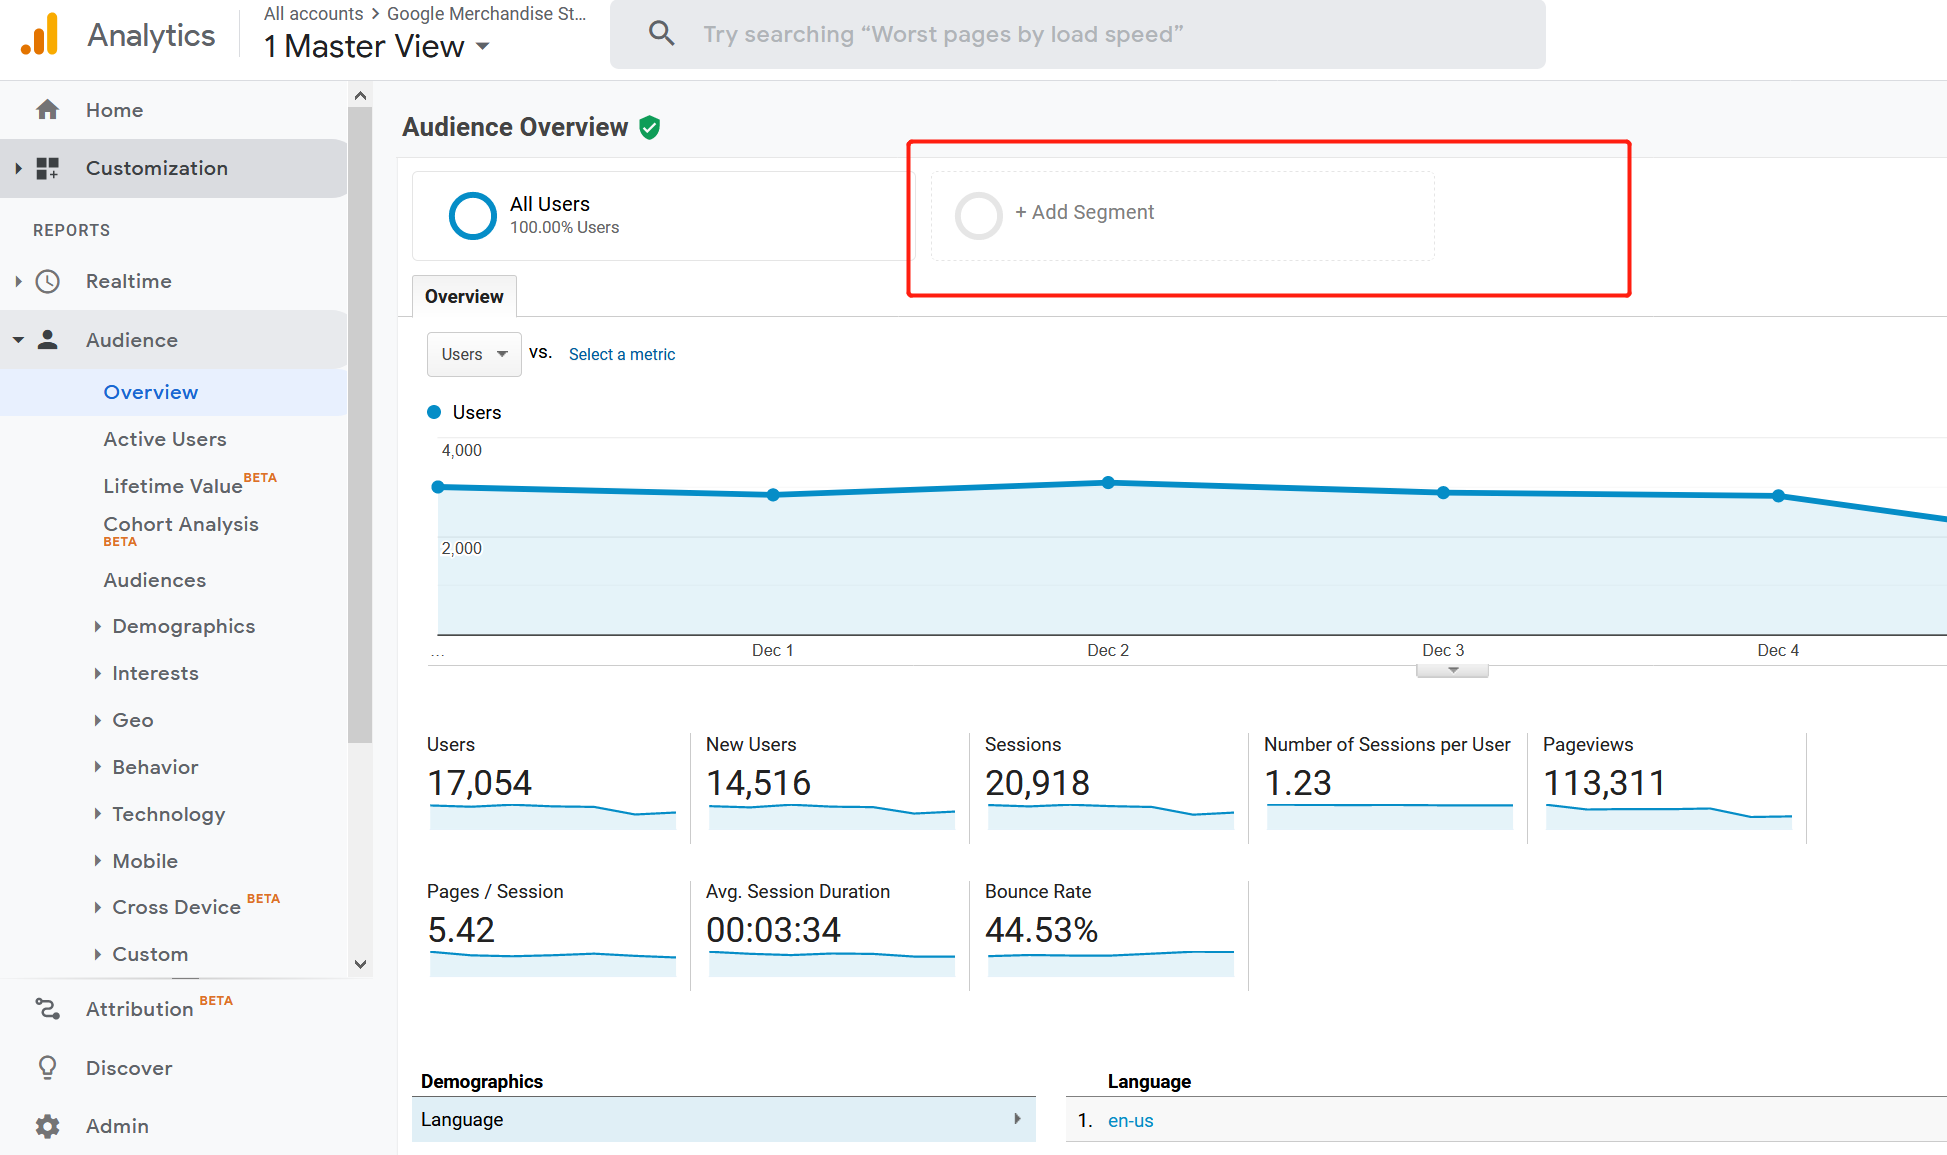 Analytics
All accounts > Google Merchandise St...
1 Master View
Try searching “Worst pages by load speed”
Home
Customization
REPORTS
Realtime
Audience
Overview
Active Users
Lifetime Value BETA
Cohort Analysis
BETA
Audiences
Demographics
Interests
Geo
Behavior
Technology
Mobile
Cross Device BETA
Custom
Attribution BETA
Discover
Admin
Audience Overview
All Users
100.00% Users
+ Add Segment
Overview
Users vs. Select a metric
Users
4,000
2,000
... Dec 1 Dec 2 Dec 3 Dec 4
Users
17,054
New Users
14,516
Sessions
20,918
Number of Sessions per User
1.23
Pageviews
113,311
Pages / Session
5.42
Avg. Session Duration
00:03:34
Bounce Rate
44.53%
Demographics
Language
Language
1. en-us